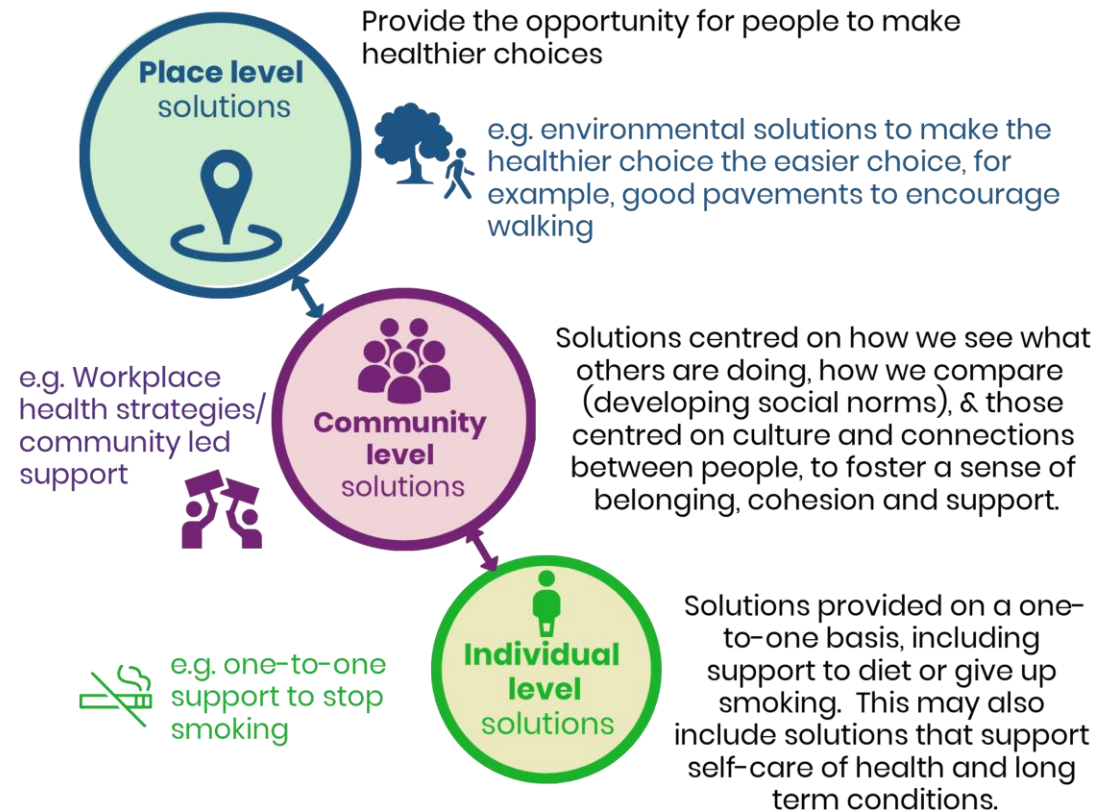 Provide the opportunity for people to make
healthier choices
Place level
solutions
e.g. environmental solutions to make the
healthier choice the easier choice, for
example, good pavements to encourage
walking
Solutions centred on how we see what
others are doing, how we compare
(developing social norms), & those
centred on culture and connections
between people, to foster a sense of
belonging, cohesion and support.
Community
level
solutions
e.g. Workplace
health strategies/
community led
support
Individual
level
solutions
Solutions provided on a one-
to-one basis, including
support to diet or give up
smoking. This may also
include solutions that support
self-care of health and long
term conditions.
e.g. one-to-one
support to stop
smoking